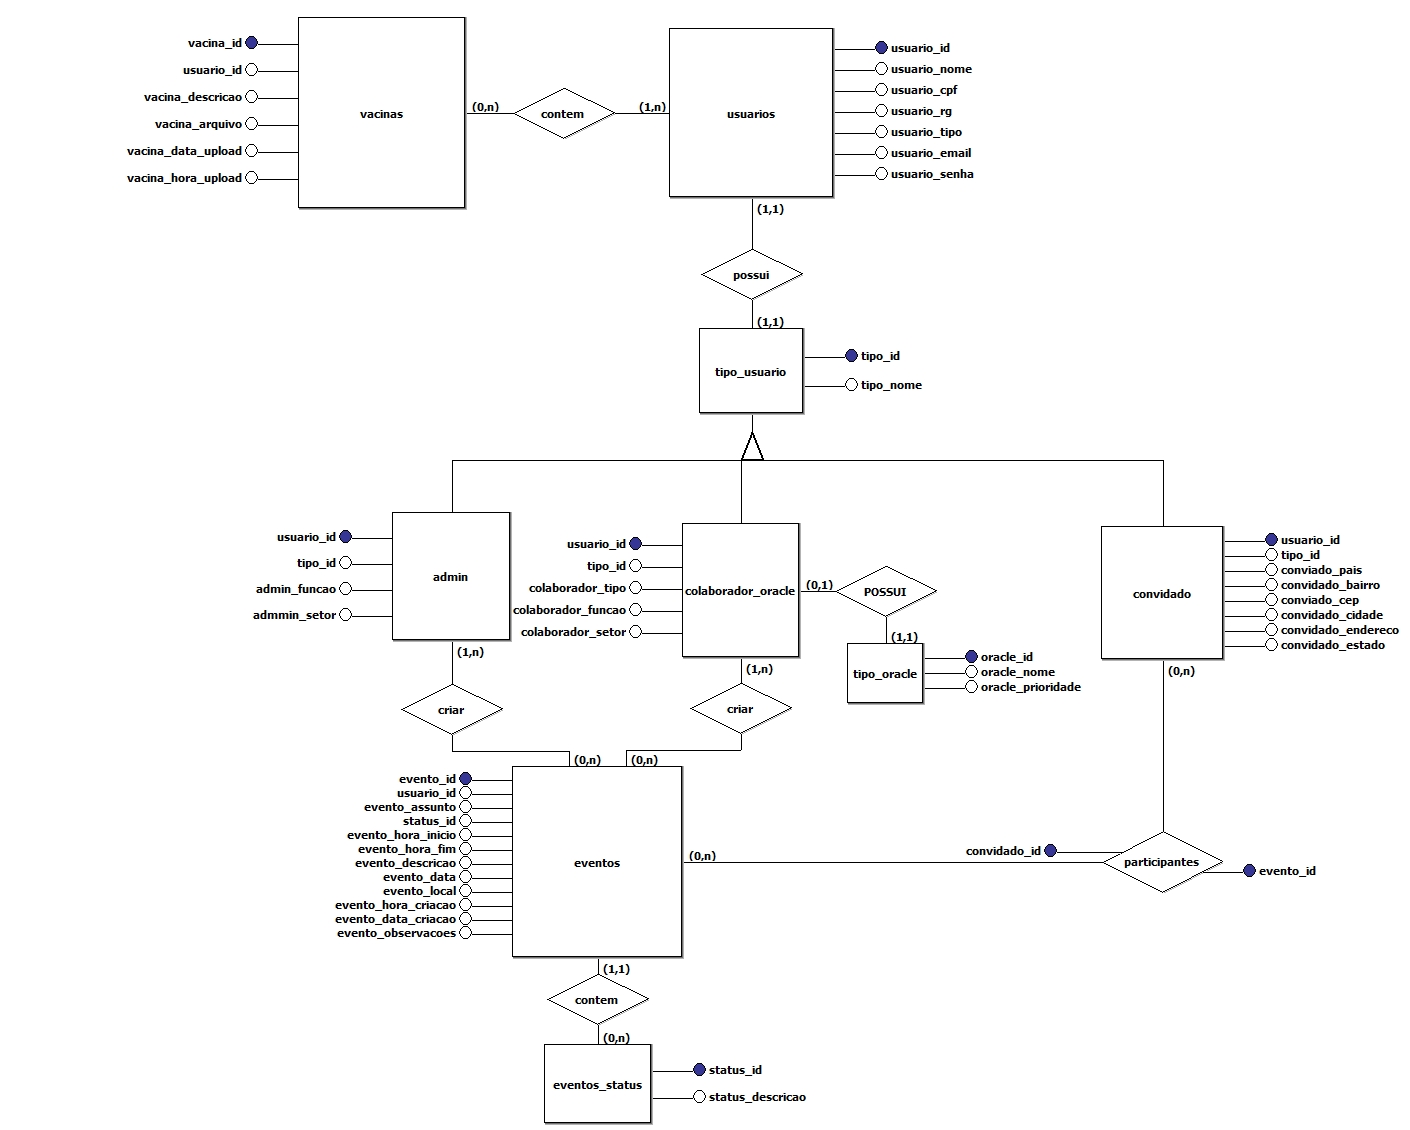 vacina_id
usuario_id
vacina_descricao
vacina_arquivo
vacina_data_upload
vacina_hora_upload
vacinas
(0,n)
contem
(1,n)
usuarios
usuario_id
usuario_nome
usuario_cpf
usuario_rg
usuario_tipo
usuario_email
usuario_senha
(1,1)
possui
(1,1)
tipo_usuario
tipo_id
tipo_nome
usuario_id
tipo_id
admin_funcao
admmin_setor
admin
(1,n)
criar
(0,n)
usuario_id
tipo_id
colaborador_tipo
colaborador_funcao
colaborador_setor
colaborador_oracle
(0,1)
POSSUI
(1,1)
tipo_oracle
oracle_id
oracle_nome
oracle_prioridade
(1,n)
criar
(0,n)
convidado
usuario_id
tipo_id
conviado_pais
convidado_bairro
conviado_cep
convidado_cidade
convidado_endereco
convidado_estado
(0,n)
evento_id
usuario_id
evento_assunto
status_id
evento_hora_inicio
evento_hora_fim
evento_descricao
evento_data
evento_local
evento_hora_criacao
evento_data_criacao
evento_observacoes
eventos
(0,n)
convidado_id
participantes
evento_id
(1,1)
contem
(0,n)
eventos_status
status_id
status_descricao